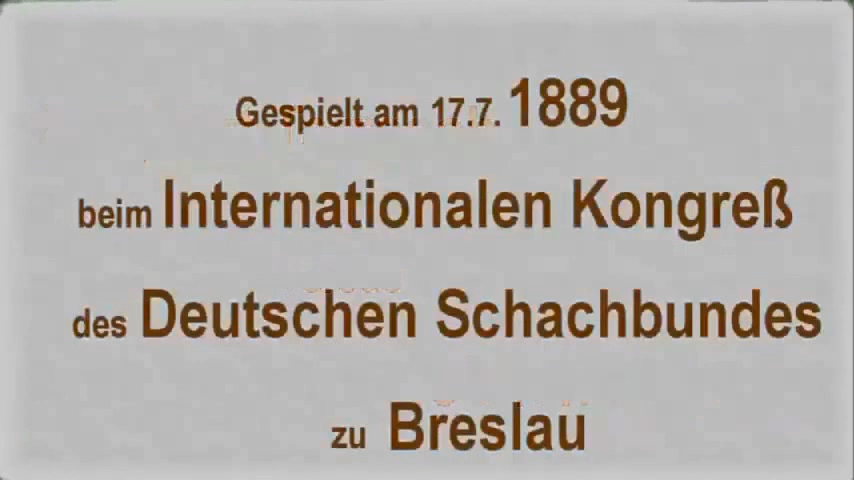 Gespielt am 17.7. 1889
beim Internationalen Kongreß
des Deutschen Schachbundes
zu Breslau